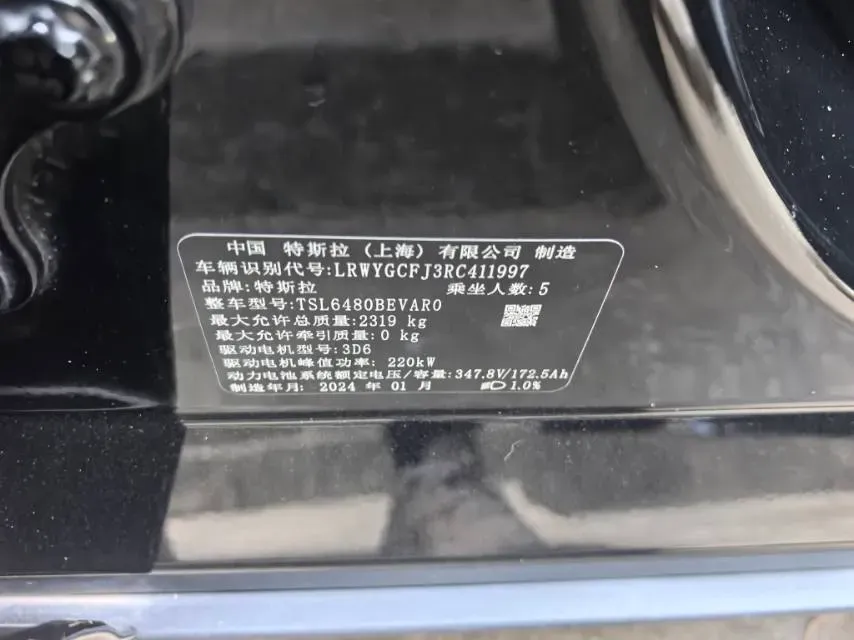 中国 特斯拉（上海）有限公司 制造
车辆识别代号:LRWYGCFJ3RC411997
品牌:特斯拉 乘坐人数:5
整车型号:TSL6480BEVAR0
最大允许总质量:2319 kg
最大允许牵引质量: 0 kg
驱动电机型号:3D6
驱动电机峰值功率: 220kW
动力电池系统额定电压/容量:347.8V/172.5Ah
制造年月: 2024 年 01 月 1.0%